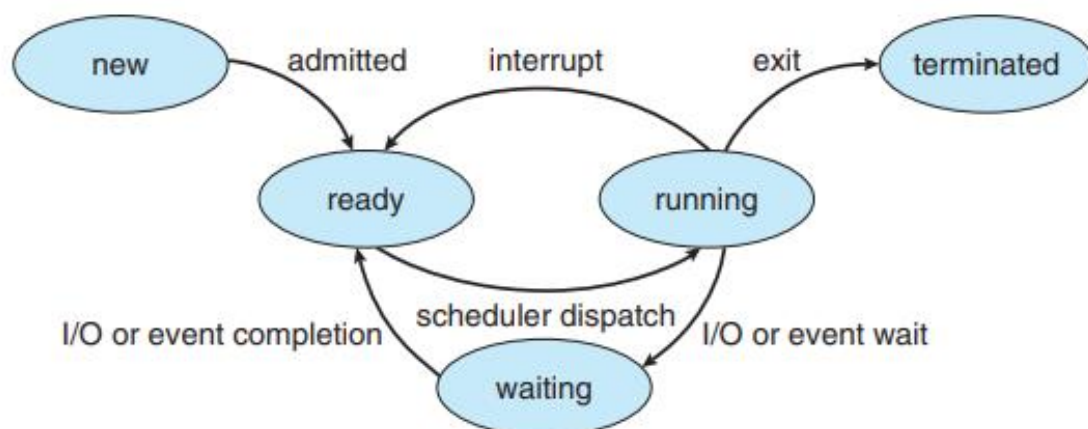 new
admitted
interrupt
exit
terminated
ready
running
I/O or event completion
scheduler dispatch
I/O or event wait
waiting